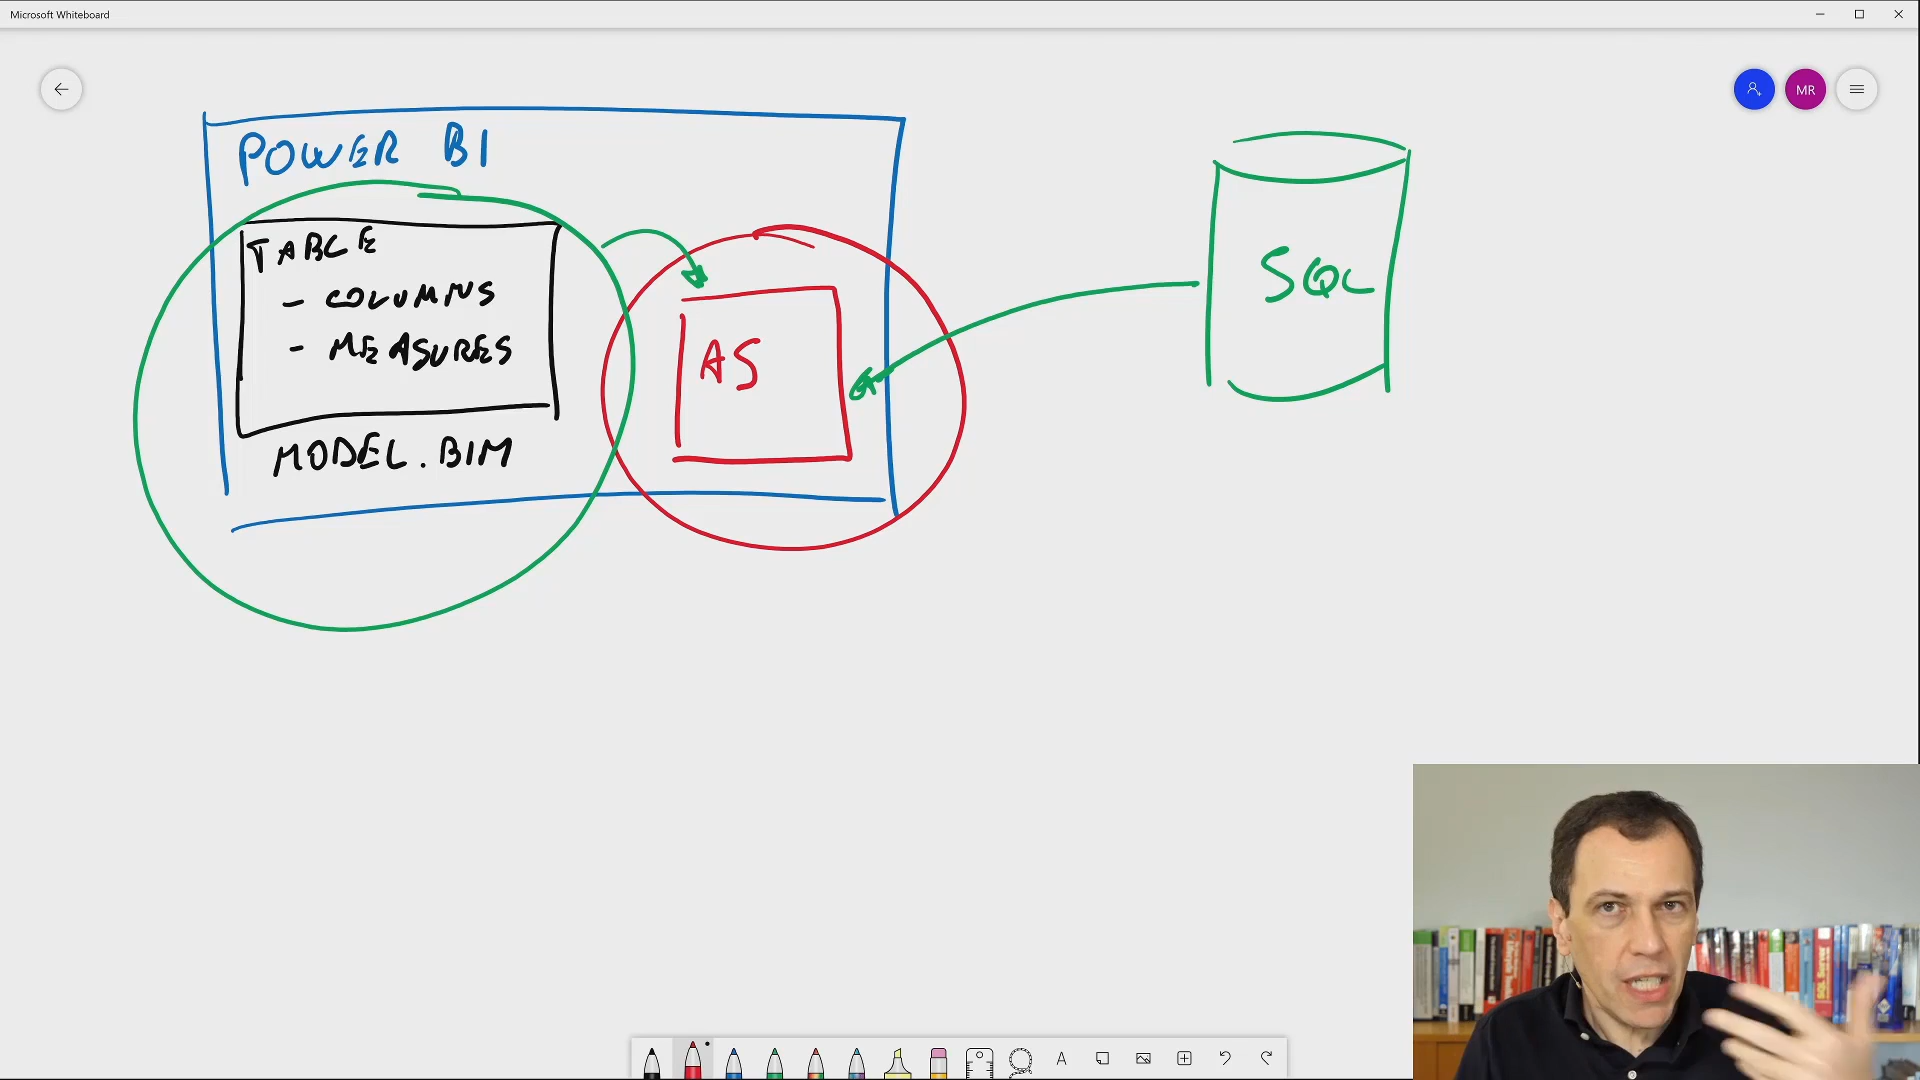 Microsoft Whiteboard
MR
POWER BI
TABLE
- COLUMNS
- MEASURES
MODEL.BIM
AS
SQL
A